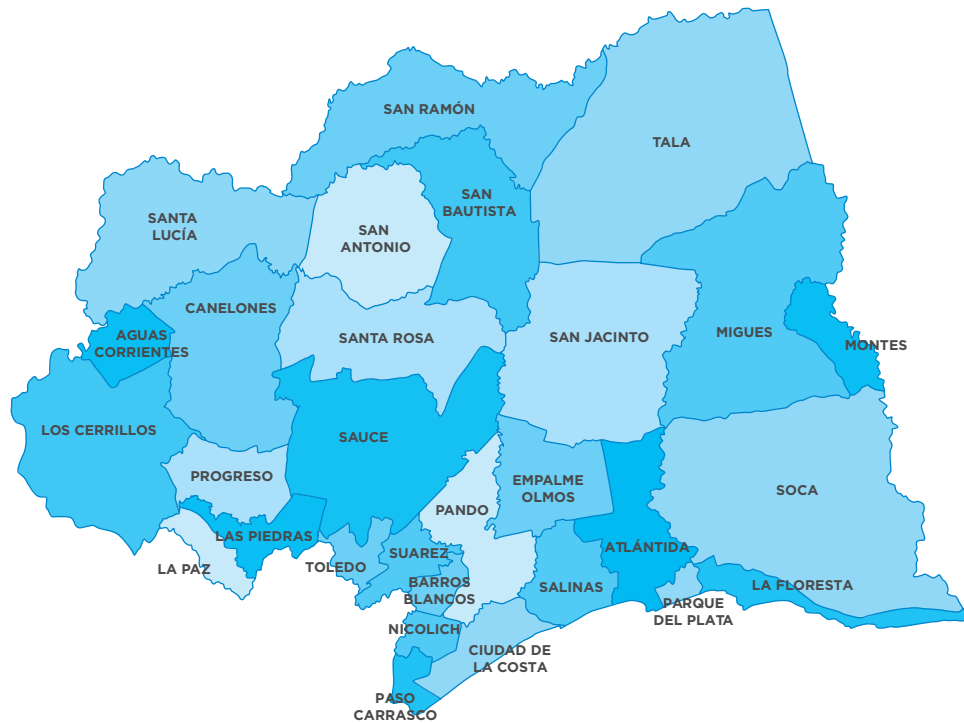 SAN RAMÓN
TALA
SANTA
LUCÍA
SAN
ANTONIO
SAN
BAUTISTA
CANELONES
AGUAS
CORRIENTES
SANTA ROSA
SAN JACINTO
MIGUES
MONTES
LOS CERRILLOS
SAUCE
PROGRESO
EMPALME
OLMOS
SOCA
PANDO
LAS PIEDRAS
LA PAZ
TOLEDO
SUAREZ
BARROS
BLANCOS
SALINAS
ATLÁNTIDA
LA FLORESTA
PARQUE
DEL PLATA
NICOLICH
CIUDAD DE
LA COSTA
PASO
CARRASCO